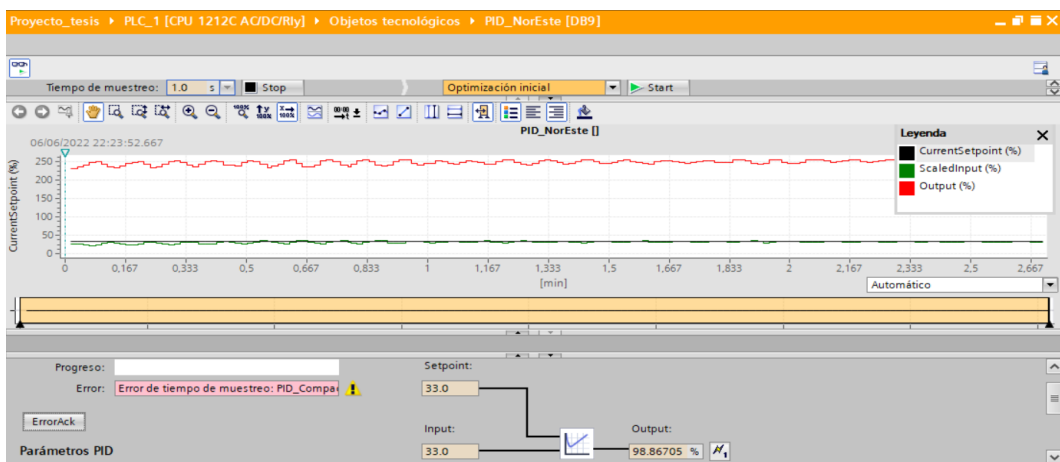 Proyecto_tesis ▸ PLC_1 [CPU 1212C AC/DC/Rly] ▸ Objetos tecnológicos ▸ PID_NorEste [DB9]
Tiempo de muestreo: 1.0 s Stop Optimización inicial Start
PID_NorEste []
06/06/2022 22:23:52.667
Leyenda
CurrentSetpoint (%)
ScaledInput (%)
Output (%)
CurrentSetpoint (%)
250
200
150
100
50
0
0 0,167 0,333 0,5 0,667 0,833 1 1,167 1,333 1,5 1,667 1,833 2 2,167 2,333 2,5 2,667
[min]
Automático
Progreso:
Setpoint:
Error: Error de tiempo de muestreo: PID_Compac
33.0
ErrorAck
Input:
Output:
Parámetros PID
33.0
98.86705 %